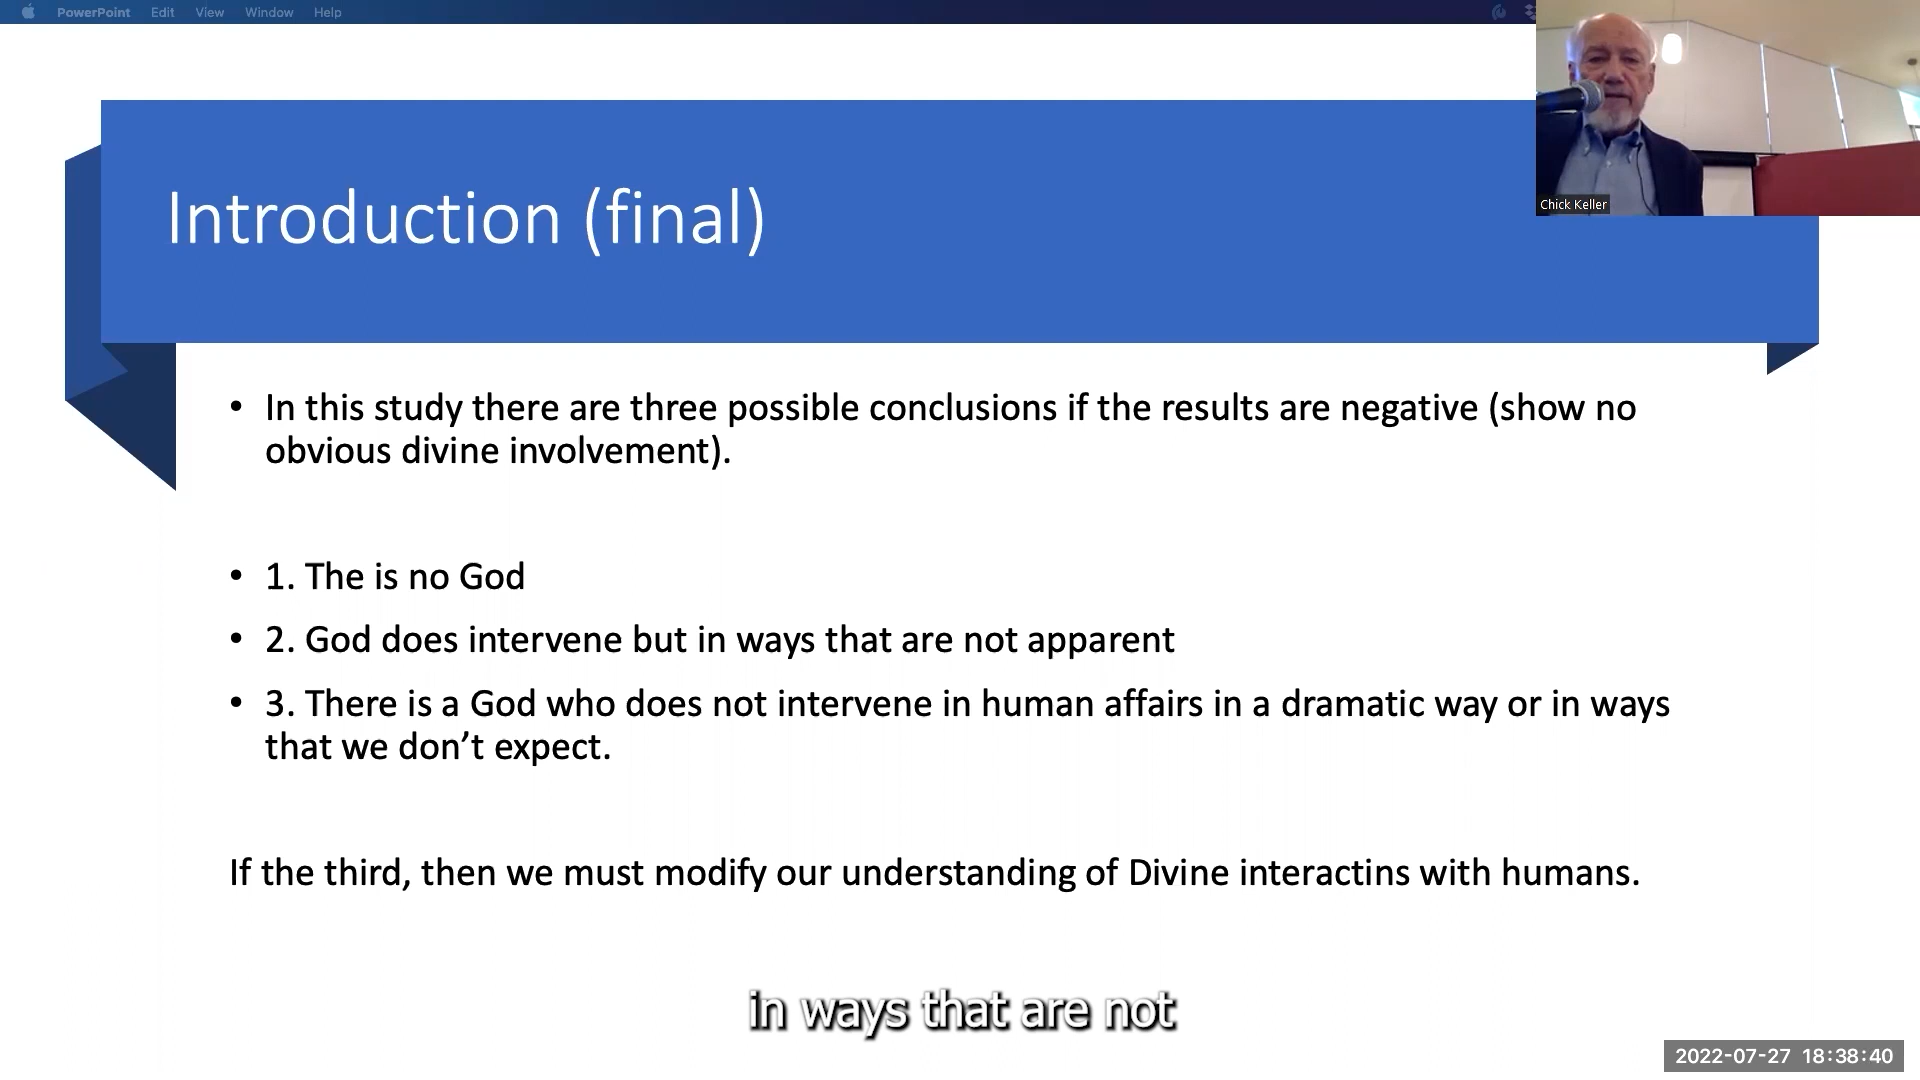 PowerPoint Edit View Window Help
Chick Keller
Introduction (final)
• In this study there are three possible conclusions if the results are negative (show no
obvious divine involvement).
• 1. The is no God
• 2. God does intervene but in ways that are not apparent
• 3. There is a God who does not intervene in human affairs in a dramatic way or in ways
that we don’t expect.
If the third, then we must modify our understanding of Divine interactins with humans.
in ways that are not
2022-07-27 18:38:40